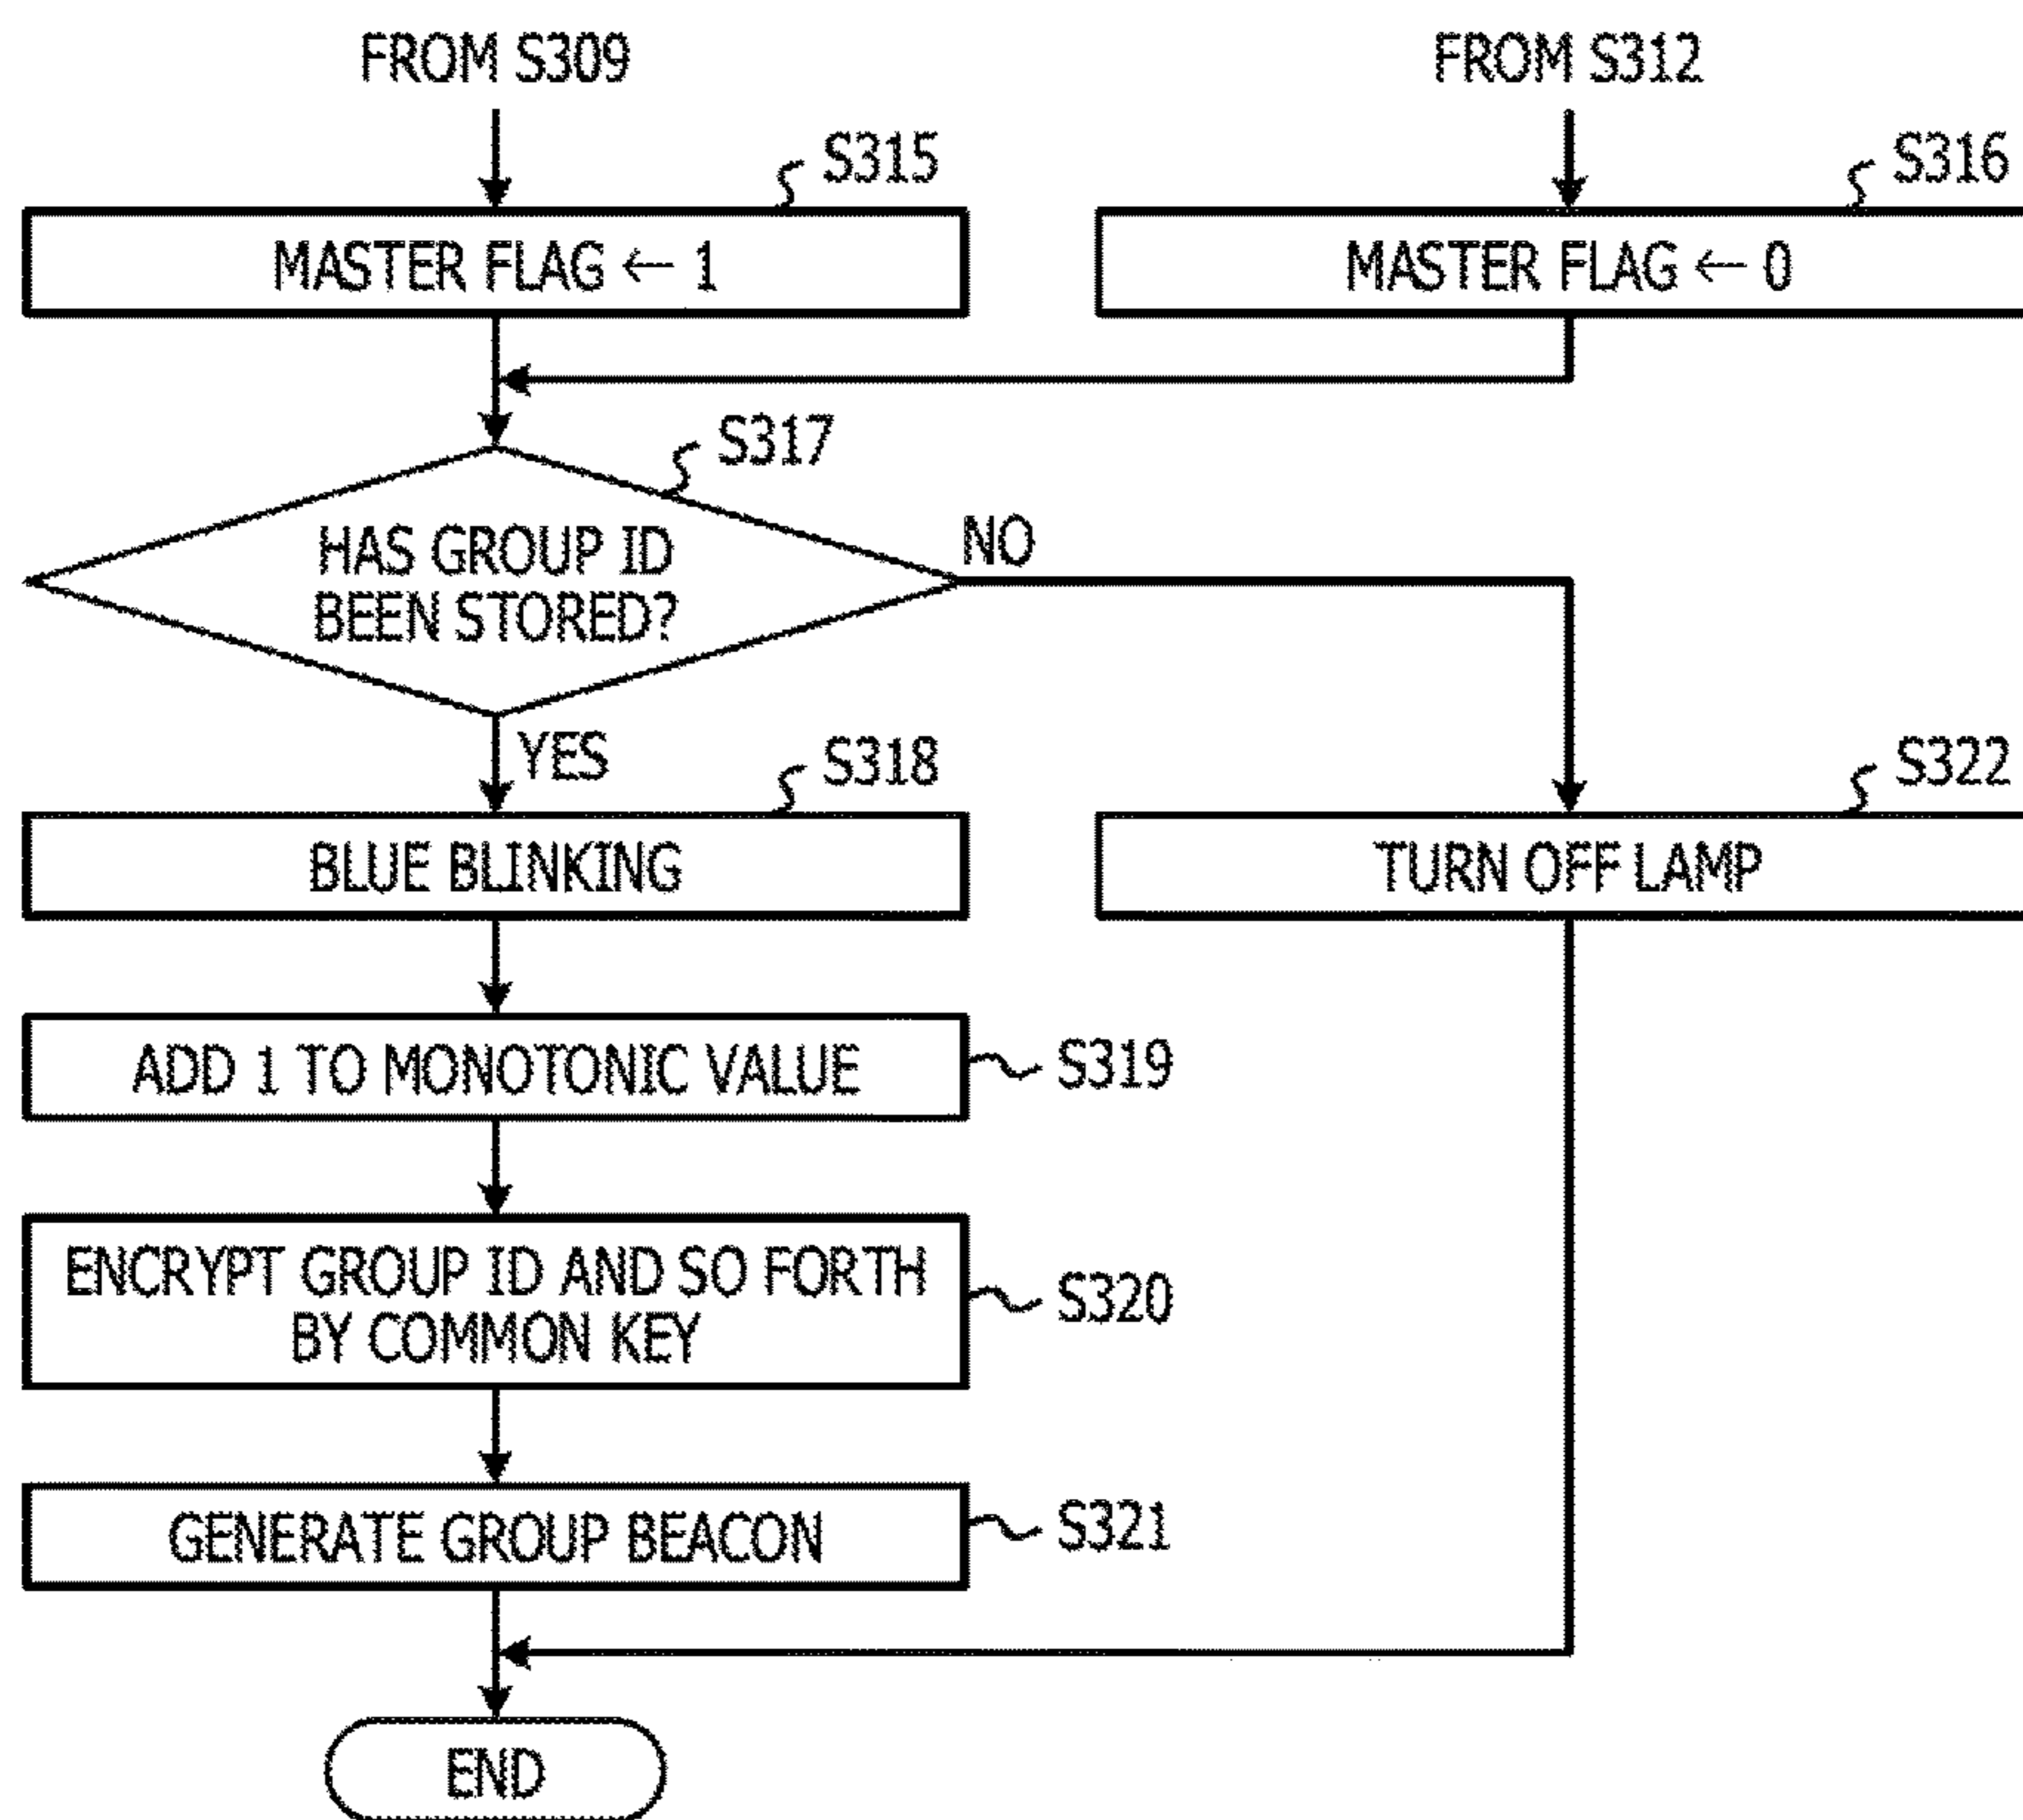 FROM S309
FROM S312
S315
S316
MASTER FLAG ← 1
MASTER FLAG ← 0
S317
HAS GROUP ID
BEEN STORED?
NO
YES
S318
S322
BLUE BLINKING
TURN OFF LAMP
ADD 1 TO MONOTONIC VALUE
S319
ENCRYPT GROUP ID AND SO FORTH
BY COMMON KEY
S320
GENERATE GROUP BEACON
S321
END